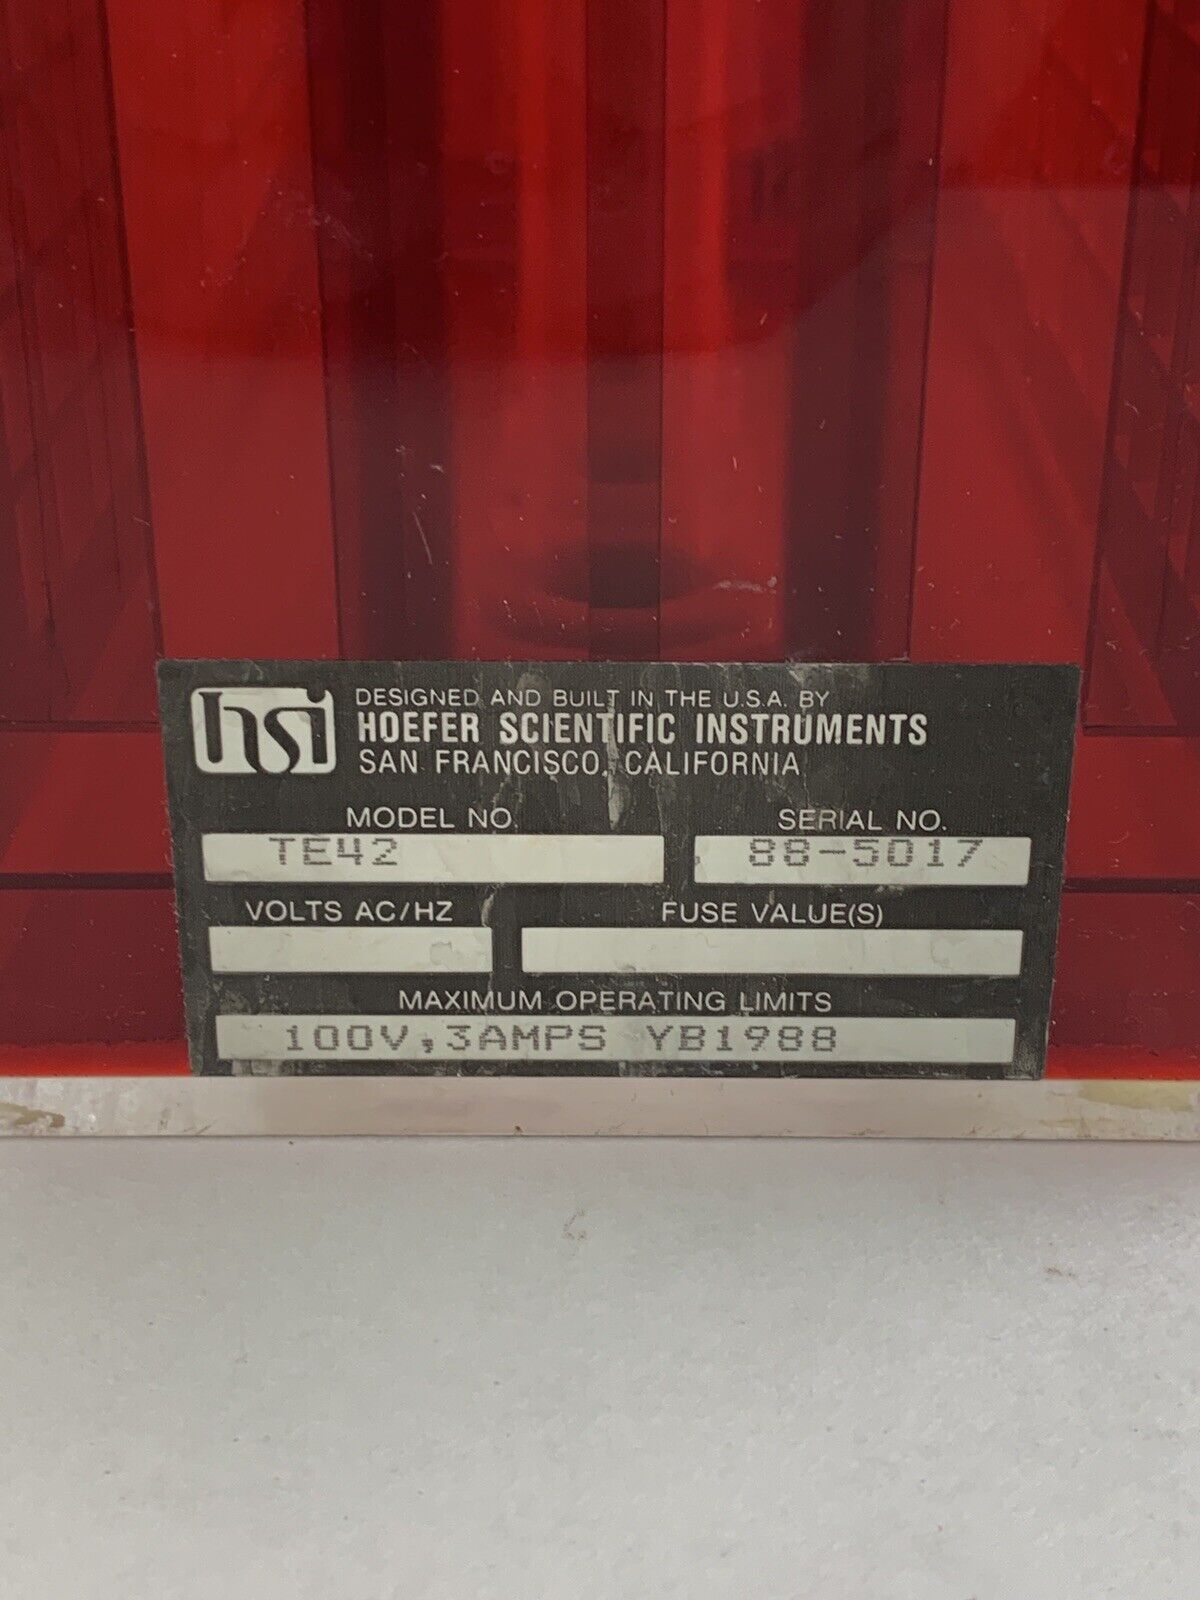 hsi
DESIGNED AND BUILT IN THE U.S.A. BY
HOEFER SCIENTIFIC INSTRUMENTS
SAN FRANCISCO, CALIFORNIA
MODEL NO. SERIAL NO.
TE42 88-5017
VOLTS AC/HZ FUSE VALUE(S)
MAXIMUM OPERATING LIMITS
100V,3AMPS YB1988